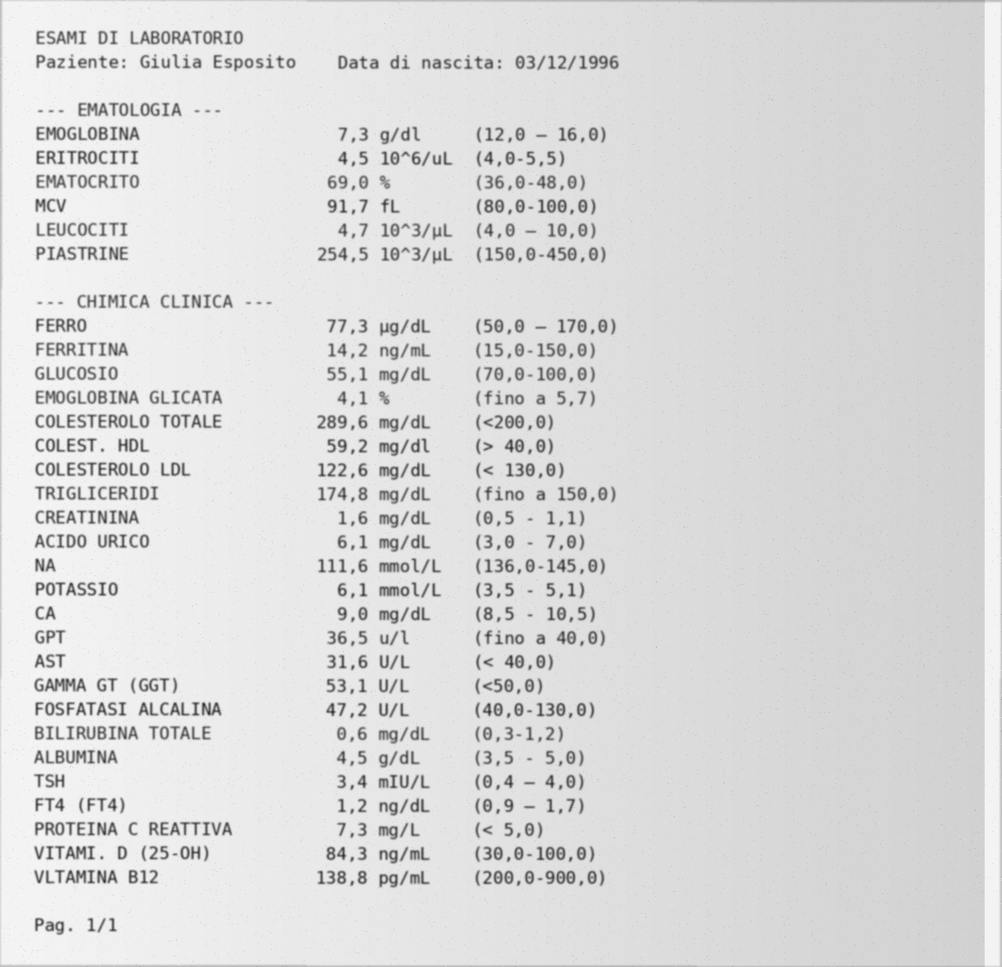 ESAMI DI LABORATORIO
Paziente: Giulia Esposito    Data di nascita: 03/12/1996

--- EMATOLOGIA ---
EMOGLOBINA                   7,3 g/dl     (12,0 – 16,0)
ERITROCITI                   4,5 10^6/uL  (4,0-5,5)
EMATOCRITO                  69,0 %        (36,0-48,0)
MCV                         91,7 fL       (80,0-100,0)
LEUCOCITI                    4,7 10^3/µL  (4,0 – 10,0)
PIASTRINE                  254,5 10^3/µL  (150,0-450,0)

--- CHIMICA CLINICA ---
FERRO                       77,3 µg/dL    (50,0 – 170,0)
FERRITINA                   14,2 ng/mL    (15,0-150,0)
GLUCOSIO                    55,1 mg/dL    (70,0-100,0)
EMOGLOBINA GLICATA           4,1 %        (fino a 5,7)
COLESTEROLO TOTALE         289,6 mg/dL    (<200,0)
COLEST. HDL                 59,2 mg/dl    (> 40,0)
COLESTEROLO LDL            122,6 mg/dL    (< 130,0)
TRIGLICERIDI               174,8 mg/dL    (fino a 150,0)
CREATININA                   1,6 mg/dL    (0,5 - 1,1)
ACIDO URICO                  6,1 mg/dL    (3,0 - 7,0)
NA                         111,6 mmol/L   (136,0-145,0)
POTASSIO                     6,1 mmol/L   (3,5 - 5,1)
CA                           9,0 mg/dL    (8,5 - 10,5)
GPT                         36,5 u/l      (fino a 40,0)
AST                         31,6 U/L      (< 40,0)
GAMMA GT (GGT)              53,1 U/L      (<50,0)
FOSFATASI ALCALINA          47,2 U/L      (40,0-130,0)
BILIRUBINA TOTALE            0,6 mg/dL    (0,3-1,2)
ALBUMINA                     4,5 g/dL     (3,5 - 5,0)
TSH                          3,4 mIU/L    (0,4 – 4,0)
FT4 (FT4)                    1,2 ng/dL    (0,9 – 1,7)
PROTEINA C REATTIVA          7,3 mg/L     (< 5,0)
VITAMI. D (25-OH)           84,3 ng/mL    (30,0-100,0)
VLTAMINA B12               138,8 pg/mL    (200,0-900,0)

Pag. 1/1